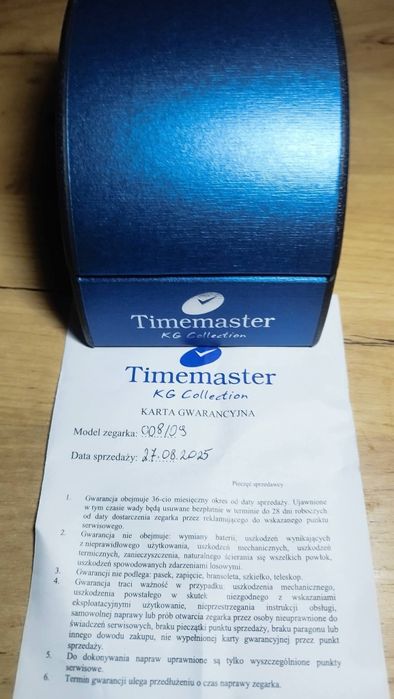 Timemaster
KG Collection
Timemaster
KG Collection
KARTA GWARANCYJNA
Model zegarka: 008/09
Data sprzedaży: 27.08.2025
Pieczęć sprzedawcy
1. Gwarancja obejmuje 36-cio miesięczny okres od daty sprzedaży. Ujawnione
w tym czasie wady będą usuwane bezpłatnie w terminie do 28 dni roboczych
od daty dostarczenia zegarka przez reklamującego do wskazanego punktu
serwisowego.
2. Gwarancja nie obejmuje: wymiany baterii, uszkodzeń wynikających
z nieprawidłowego użytkowania, uszkodzeń mechanicznych, uszkodzeń
termicznych, zanieczyszczenia, naturalnego ścierania się wszelkich powłok,
uszkodzeń spowodowanych zdarzeniami losowymi.
3. Gwarancji nie podlega: pasek, zapięcie, bransoleta, szkiełko, teleskop.
4. Gwarancja traci ważność w przypadku: uszkodzenia mechanicznego,
uszkodzenia powstałego w skutek niezgodnego z wskazaniami
eksploatacyjnymi użytkowanie, nieprzestrzegania instrukcji obsługi,
samowolnej naprawy lub prób otwarcia zegarka przez osoby nieuprawnione do
świadczeń serwisowych, braku pieczątki punktu sprzedaży, braku paragonu lub
innego dowodu zakupu, nie wypełnionej karty gwarancyjnej przez punkt
sprzedaży.
5. Do dokonywania napraw uprawnione są tylko wyszczególnione punkty
serwisowe.
6. Termin gwarancji ulega przedłużeniu o czas naprawy zegarka.